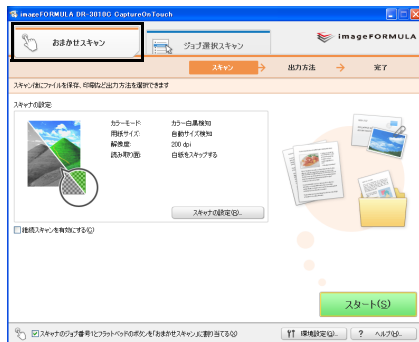 imageFORMULA DR-3010C CaptureOnTouch
おまかせスキャン
ジョブ選択スキャン
imageFORMULA
スキャン
出力方法
完了
スキャン後にファイルを保存、印刷など出力方法を選択できます
スキャナの設定:
カラーモード: カラー白黒検知
用紙サイズ: 自動サイズ検知
解像度: 200 dpi
読み取り面: 白紙をスキップする
スキャナの設定(R)...
継続スキャンを有効にする(C)
スタート(S)
スキャナのジョブ番号1とフラットベッドのボタンを「おまかせスキャン」に割り当てる(X)
環境設定(G)...
? ヘルプ(H)...